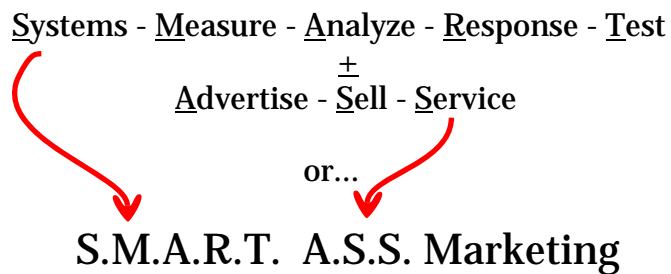 Systems - Measure - Analyze - Response - Test
+
Advertise - Sell - Service
or...
S.M.A.R.T. A.S.S. Marketing